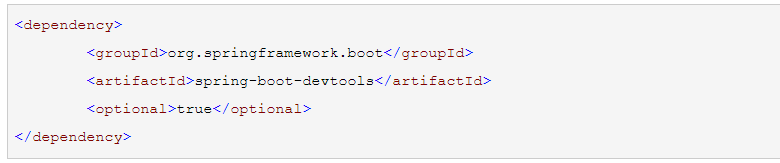 <dependency>
<groupId>org.springframework.boot</groupId>
<artifactId>spring-boot-devtools</artifactId>
<optional>true</optional>
</dependency>